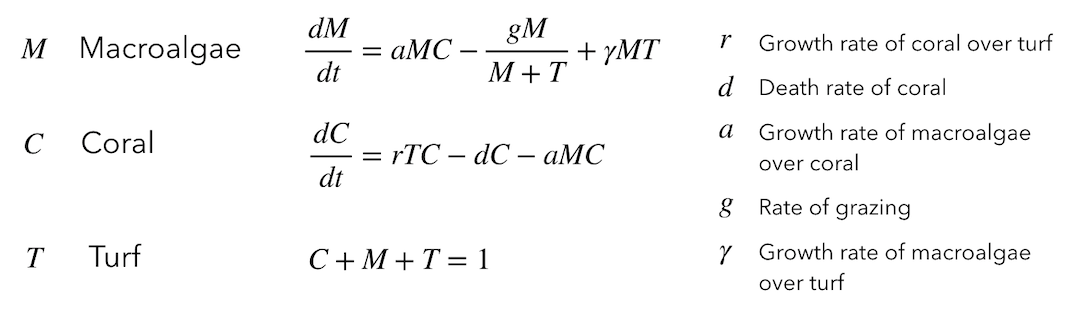 M Macroalgae dM/dt = aMC − gM/(M + T) + γMT
C Coral dC/dt = rTC − dC − aMC
T Turf C + M + T = 1
r Growth rate of coral over turf
d Death rate of coral
a Growth rate of macroalgae
over coral
g Rate of grazing
γ Growth rate of macroalgae
over turf